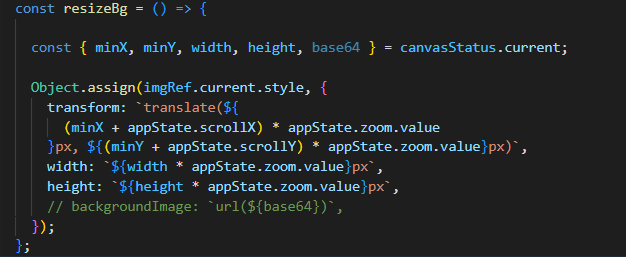 const resizeBg = () => {
const { minX, minY, width, height, base64 } = canvasStatus.current;
Object.assign(imgRef.current.style, {
transform: `translate(${
(minX + appState.scrollX) * appState.zoom.value
}px, ${(minY + appState.scrollY) * appState.zoom.value}px)`,
width: `${width * appState.zoom.value}px`,
height: `${height * appState.zoom.value}px`,
// backgroundImage: `url(${base64})`,
});
};